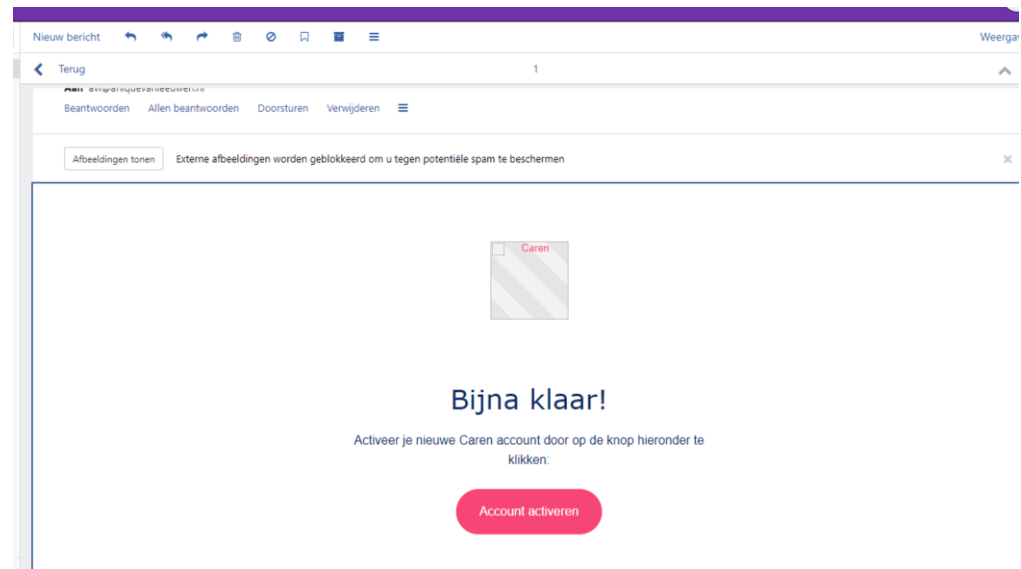 Nieuw bericht
Weergav
Terug
1
Aan
Beantwoorden Allen beantwoorden Doorsturen Verwijderen
Afbeeldingen tonen Externe afbeeldingen worden geblokkeerd om u tegen potentiële spam te beschermen
Caren
Bijna klaar!
Activeer je nieuwe Caren account door op de knop hieronder te
klikken:
Account activeren